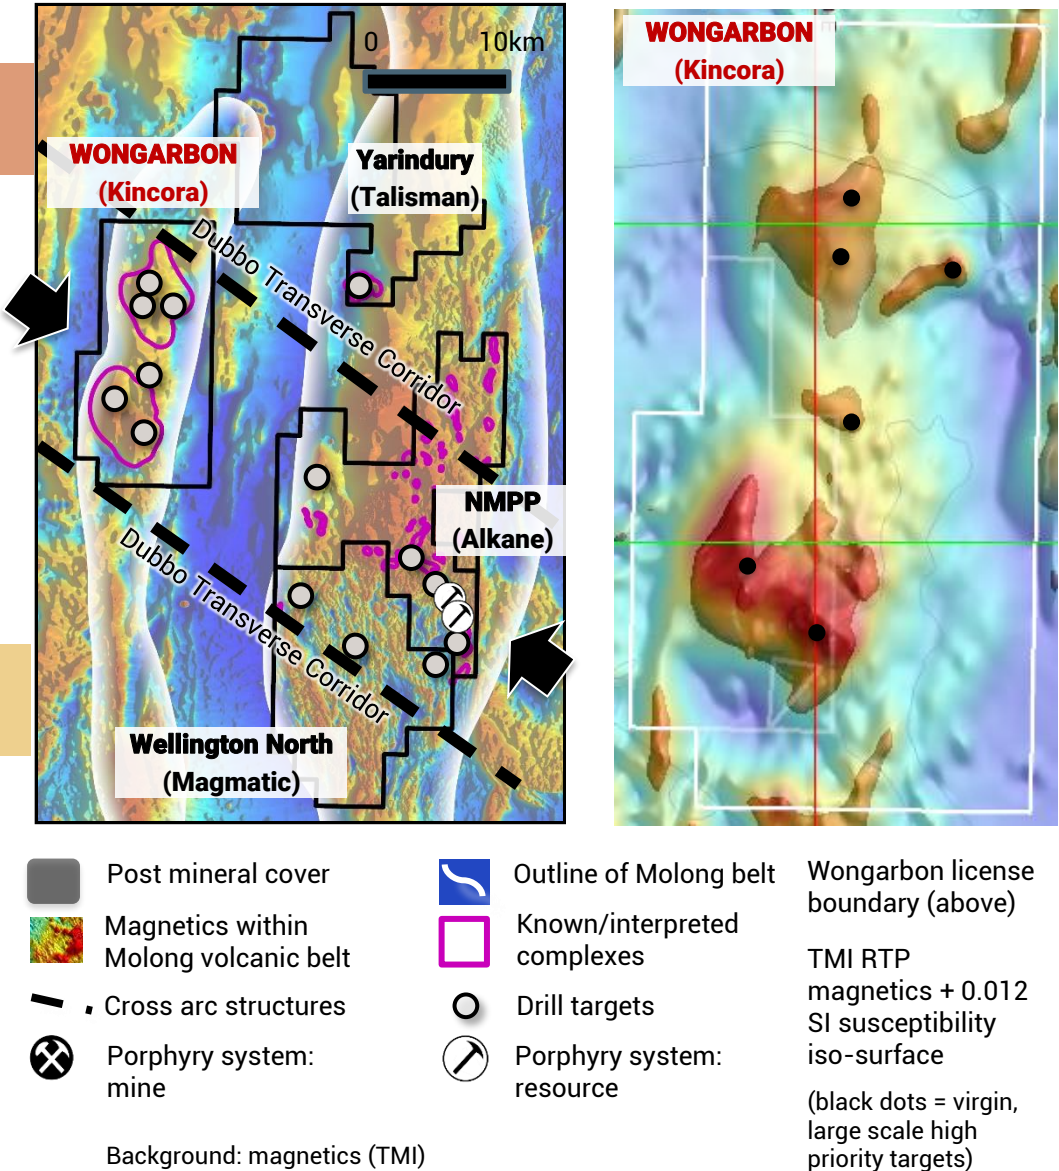 0 10km
WONGARBON
(Kincora)
Yarindury
(Talisman)
Dubbo Transverse Corridor
NMPP
(Alkane)
Dubbo Transverse Corridor
Wellington North
(Magmatic)
WONGARBON
(Kincora)
Post mineral cover
Magnetics within
Molong volcanic belt
Cross arc structures
Porphyry system:
mine
Background: magnetics (TMI)
Outline of Molong belt
Known/interpreted
complexes
Drill targets
Porphyry system:
resource
Wongarbon license
boundary (above)
TMI RTP
magnetics + 0.012
SI susceptibility
iso-surface
(black dots = virgin,
large scale high
priority targets)